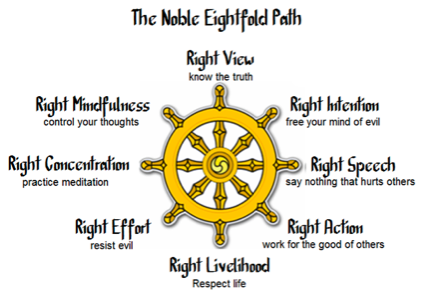 The Noble Eightfold Path
Right View
know the truth
Right Intention
free your mind of evil
Right Speech
say nothing that hurts others
Right Action
work for the good of others
Right Livelihood
Respect life
Right Effort
resist evil
Right Concentration
practice meditation
Right Mindfulness
control your thoughts